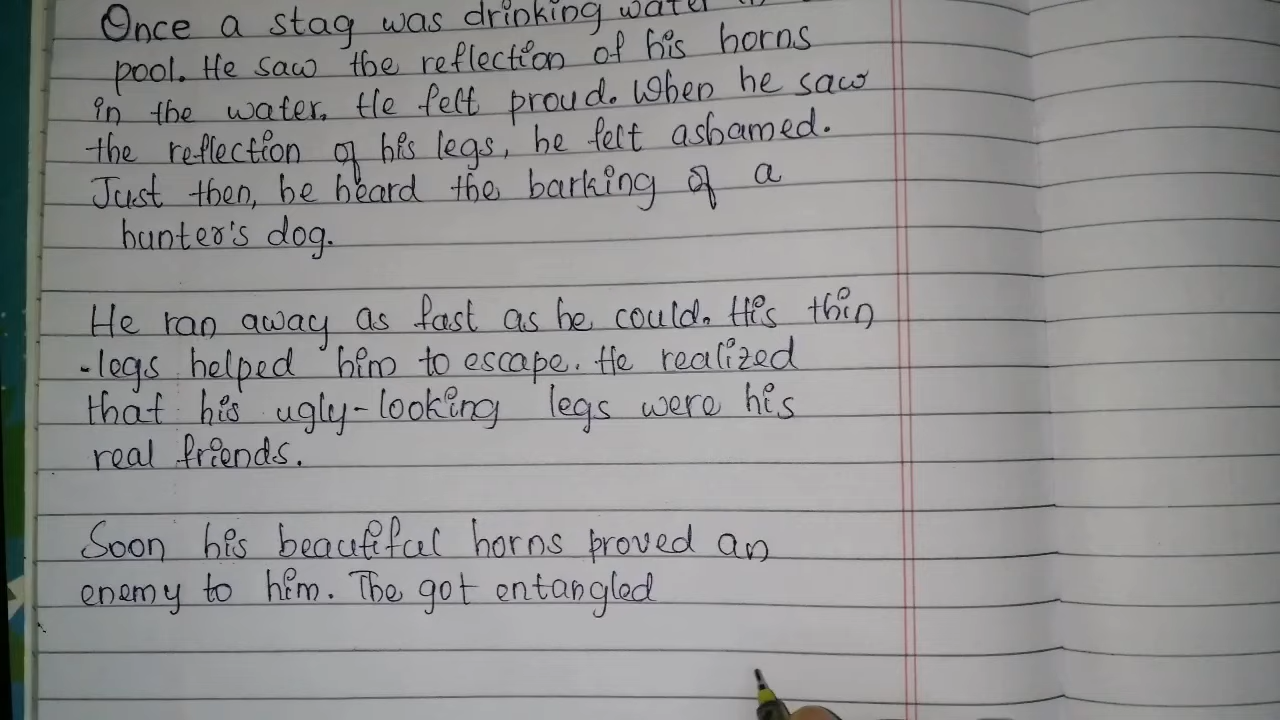 Once a stag was drinking water
pool. He saw the reflection of his horns
in the water. He felt proud. When he saw
the reflection of his legs, he felt ashamed.
Just then, he heard the barking of a
hunter's dog.
He ran away as fast as he could. His thin
-legs helped him to escape. He realized
that his ugly-looking legs were his
real friends.
Soon his beautiful horns proved an
enemy to him. The got entangled